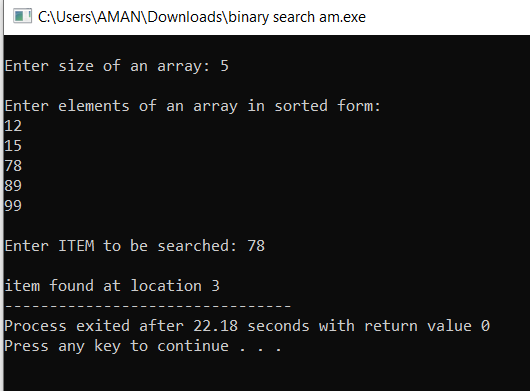 C:\Users\AMAN\Downloads\binary search am.exe
Enter size of an array: 5
Enter elements of an array in sorted form:
12
15
78
89
99
Enter ITEM to be searched: 78
item found at location 3
--------------------------------
Process exited after 22.18 seconds with return value 0
Press any key to continue . . .